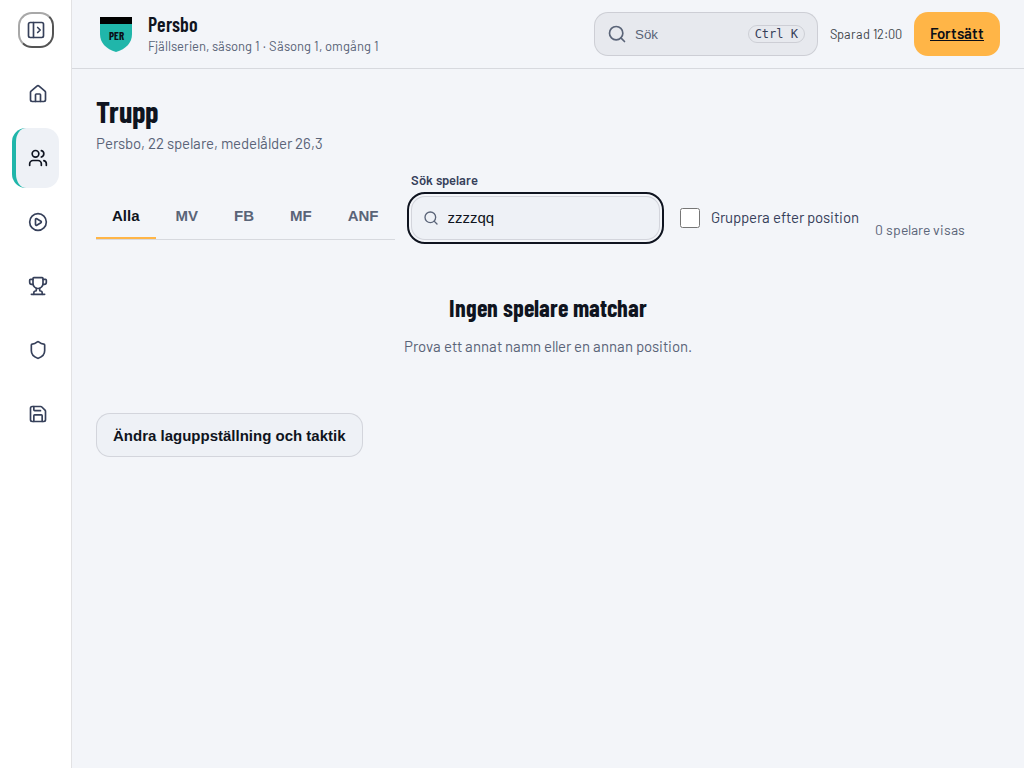 PER
Persbo
Fjällserien, säsong 1 · Säsong 1, omgång 1
Sök
Ctrl K
Sparad 12:00
Fortsätt
Trupp
Persbo, 22 spelare, medelålder 26,3
Sök spelare
Alla
MV
FB
MF
ANF
zzzzqq
Gruppera efter position
0 spelare visas
Ingen spelare matchar
Prova ett annat namn eller en annan position.
Ändra laguppställning och taktik